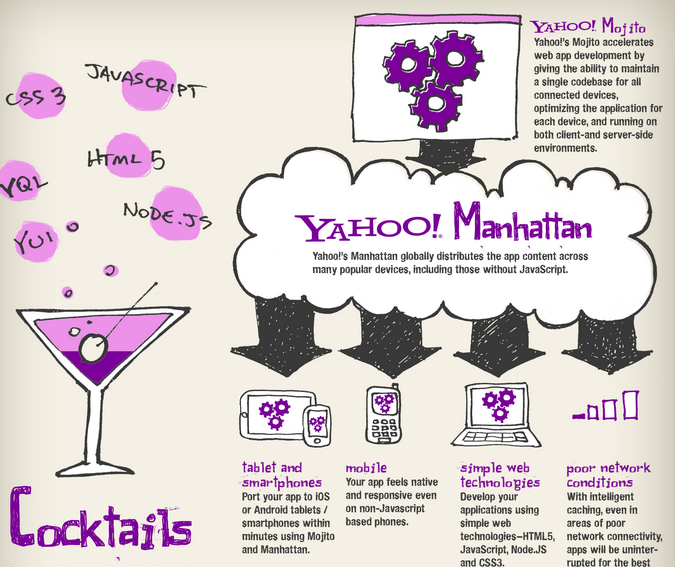 CSS 3
JAVASCRIPT
HTML 5
YQL
NODE.JS
YUI
Cocktails
YAHOO! Mojito
Yahoo!'s Mojito accelerates
web app development by
giving the ability to maintain
a single codebase for all
connected devices,
optimizing the application for
each device, and running on
both client-and server-side
environments.
YAHOO! Manhattan
Yahoo!'s Manhattan globally distributes the app content across
many popular devices, including those without JavaScript.
tablet and
smartphones
Port your app to iOS
or Android tablets /
smartphones within
minutes using Mojito
and Manhattan.
mobile
Your app feels native
and responsive even
on non-Javascript
based phones.
simple web
technologies
Develop your
applications using
simple web
technologies–HTML5,
JavaScript, Node.JS
and CSS3.
poor network
conditions
With intelligent
caching, even in
areas of poor
network connectivity,
apps will be uninter-
rupted for the best